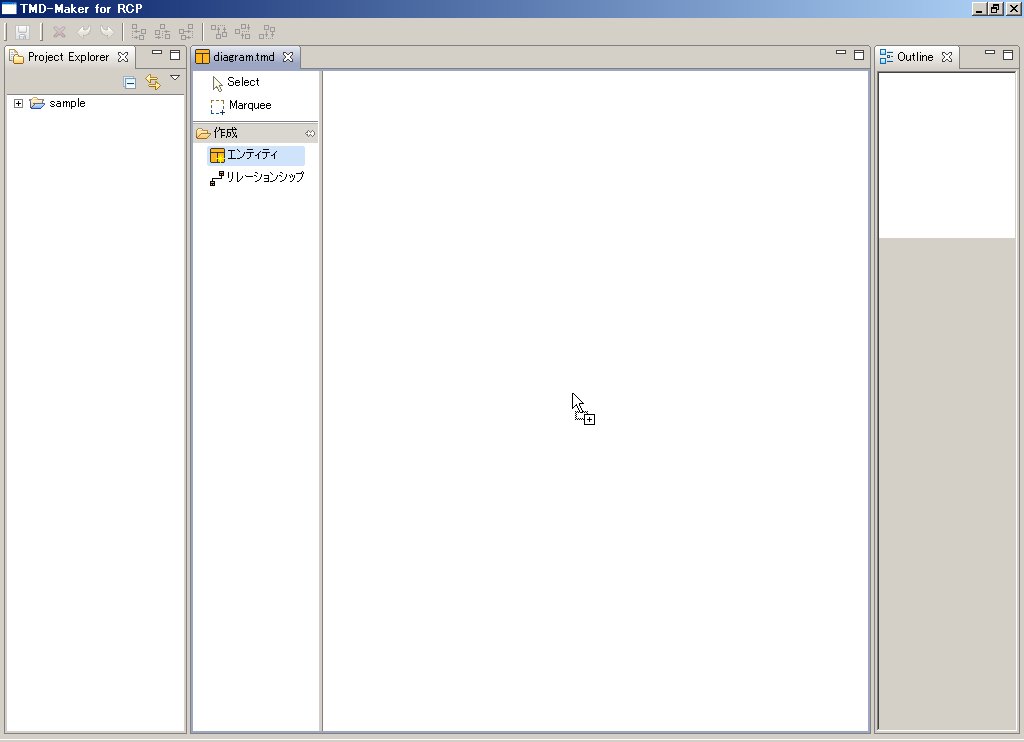 TMD-Maker for RCP
Project Explorer
sample
diagram.tmd
Select
Marquee
作成
エンティティ
リレーションシップ
Outline